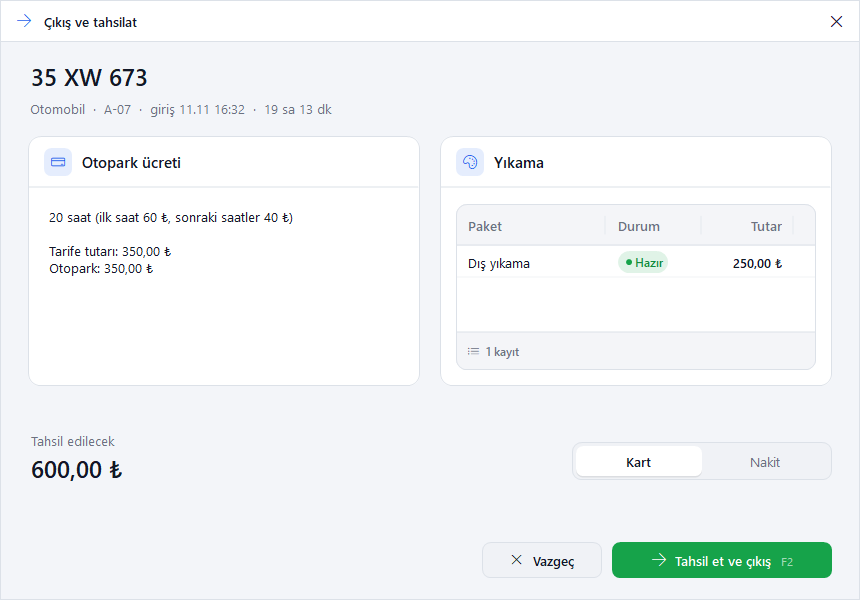 Çıkış ve tahsilat
35 XW 673
Otomobil · A-07 · giriş 11.11 16:32 · 19 sa 13 dk
Otopark ücreti
20 saat (ilk saat 60 ₺, sonraki saatler 40 ₺)
Tarife tutarı: 350,00 ₺
Otopark: 350,00 ₺
Yıkama
Paket Durum Tutar
Dış yıkama Hazır 250,00 ₺
1 kayıt
Tahsil edilecek
600,00 ₺
Kart Nakit
Vazgeç Tahsil et ve çıkış F2